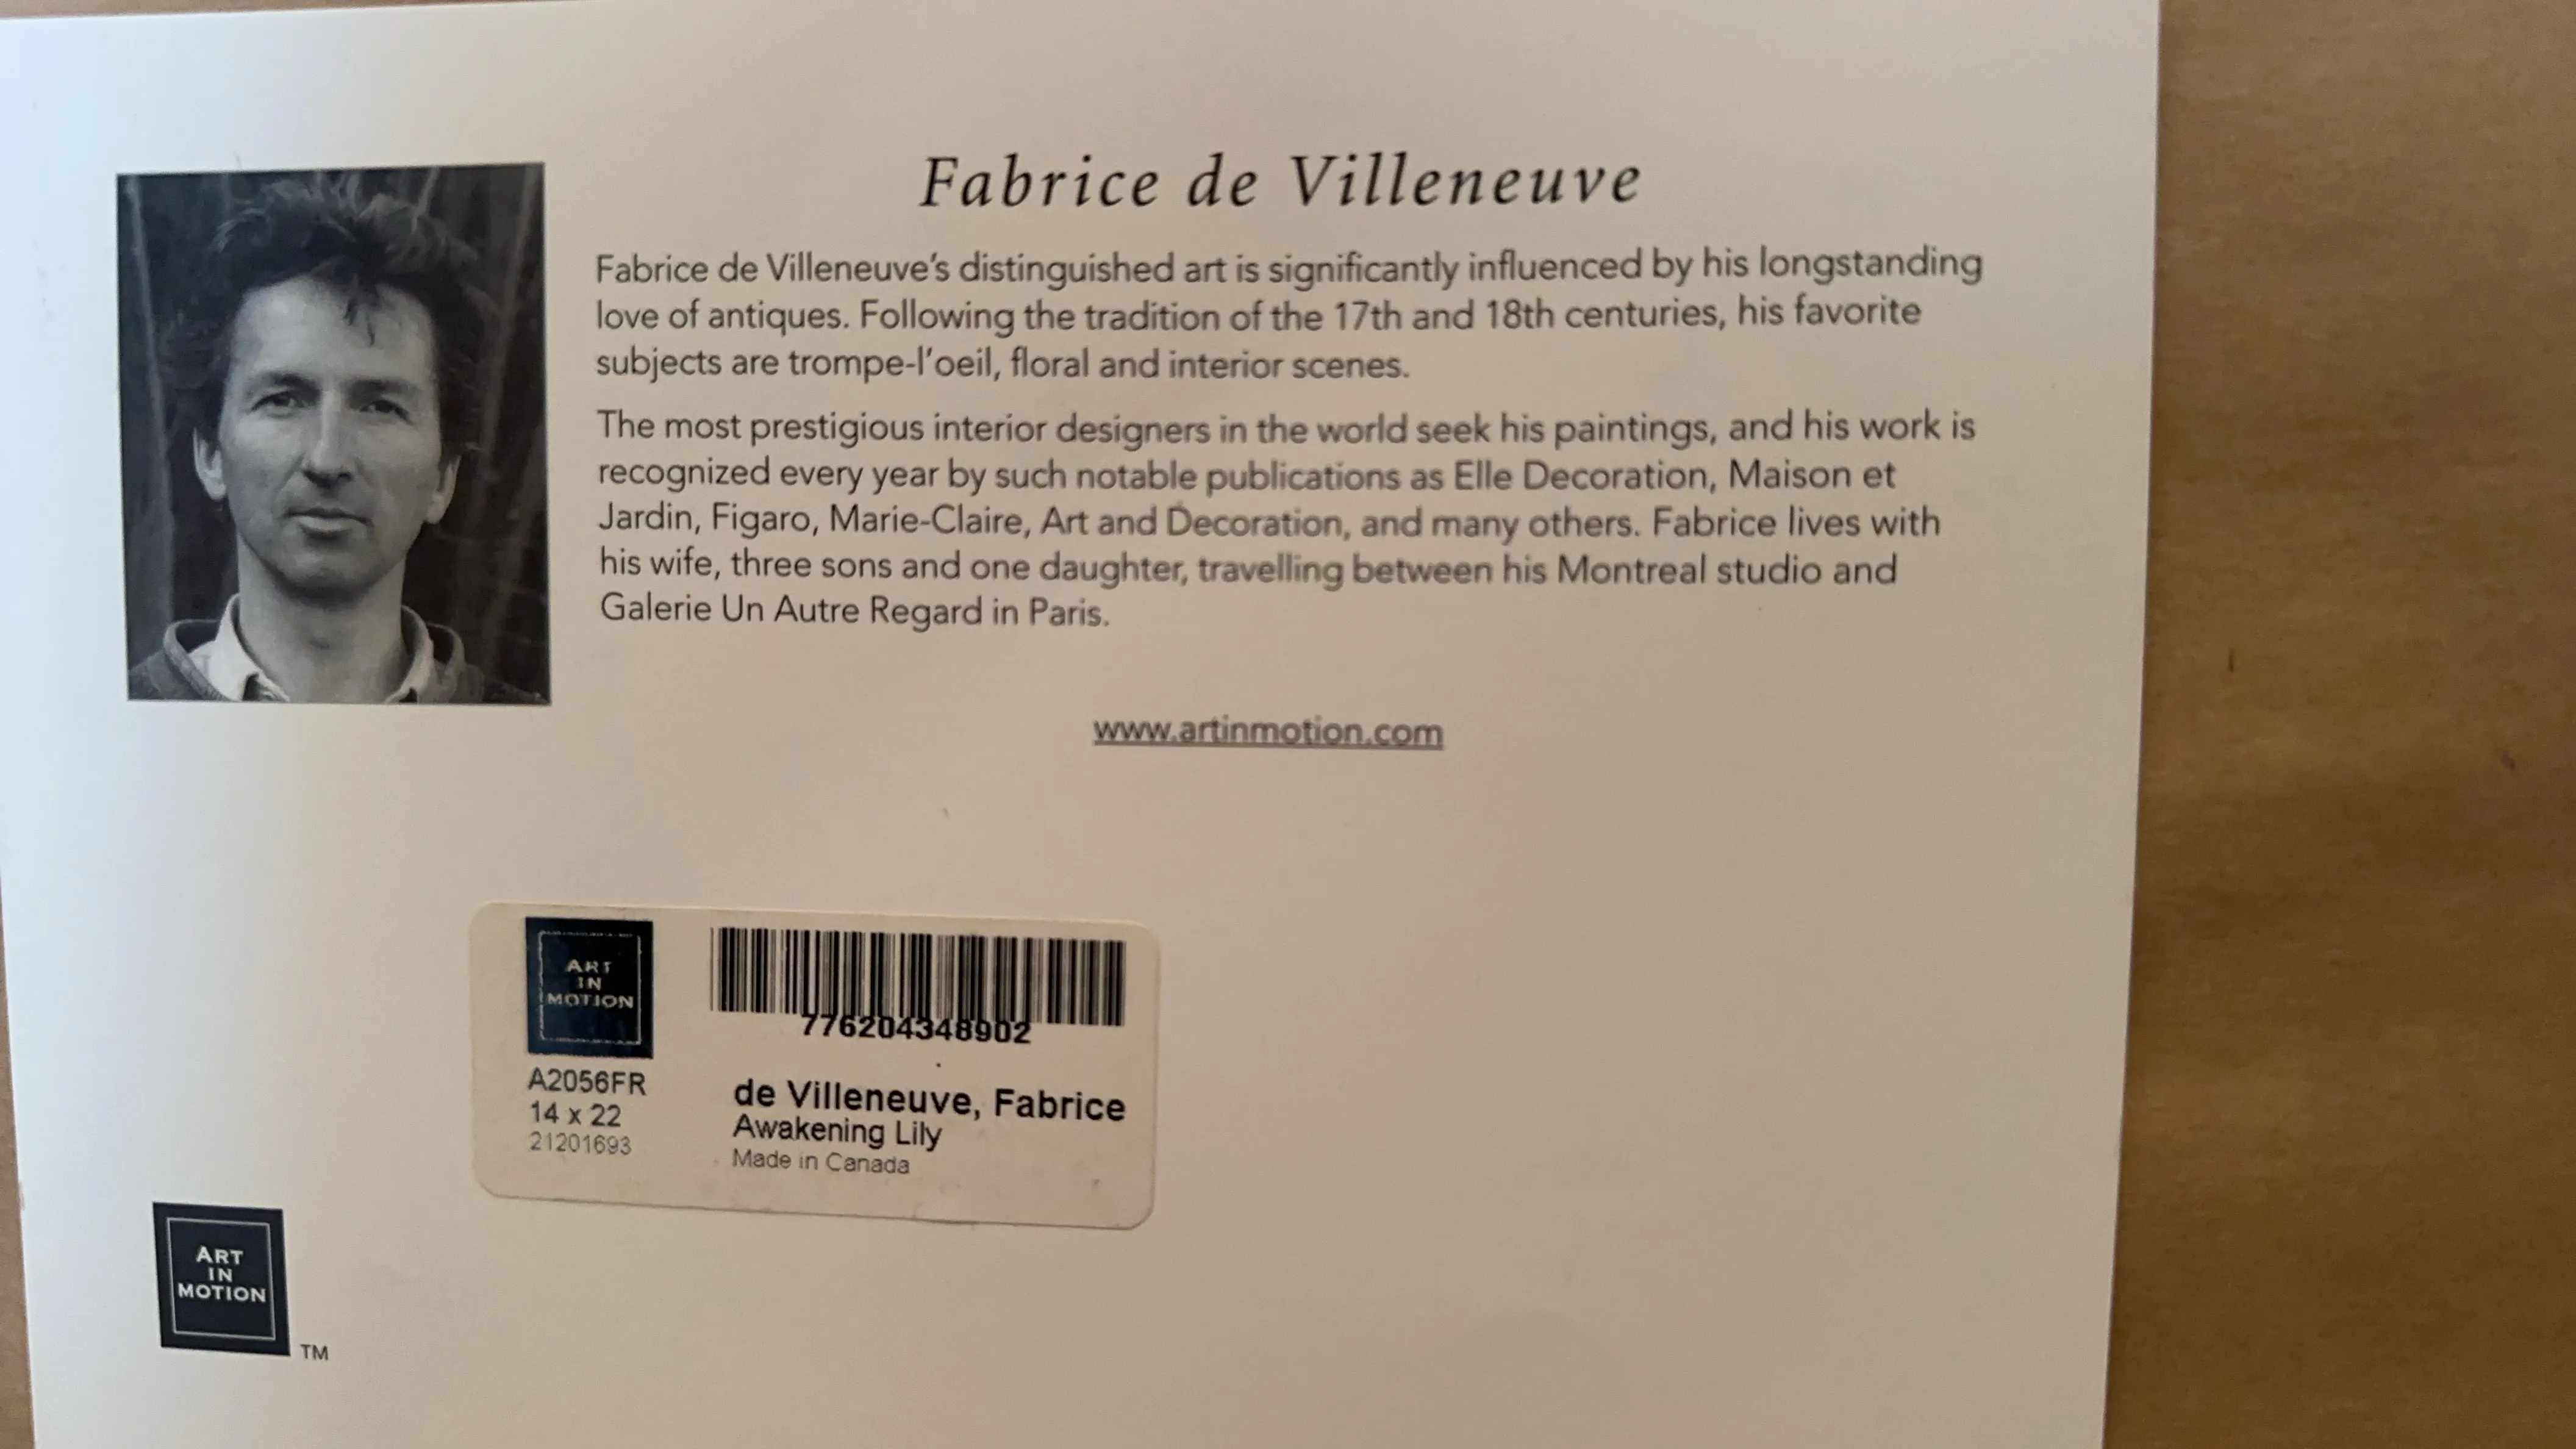 Fabrice de Villeneuve
Fabrice de Villeneuve's distinguished art is significantly influenced by his longstanding
love of antiques. Following the tradition of the 17th and 18th centuries, his favorite
subjects are trompe-l'oeil, floral and interior scenes.
The most prestigious interior designers in the world seek his paintings, and his work is
recognized every year by such notable publications as Elle Decoration, Maison et
Jardin, Figaro, Marie-Claire, Art and Decoration, and many others. Fabrice lives with
his wife, three sons and one daughter, travelling between his Montreal studio and
Galerie Un Autre Regard in Paris.
www.artinmotion.com
ART
IN
MOTION
A2056FR
14 x 22
21201693
776204348902
de Villeneuve, Fabrice
Awakening Lily
Made in Canada
ART
IN
MOTION
TM